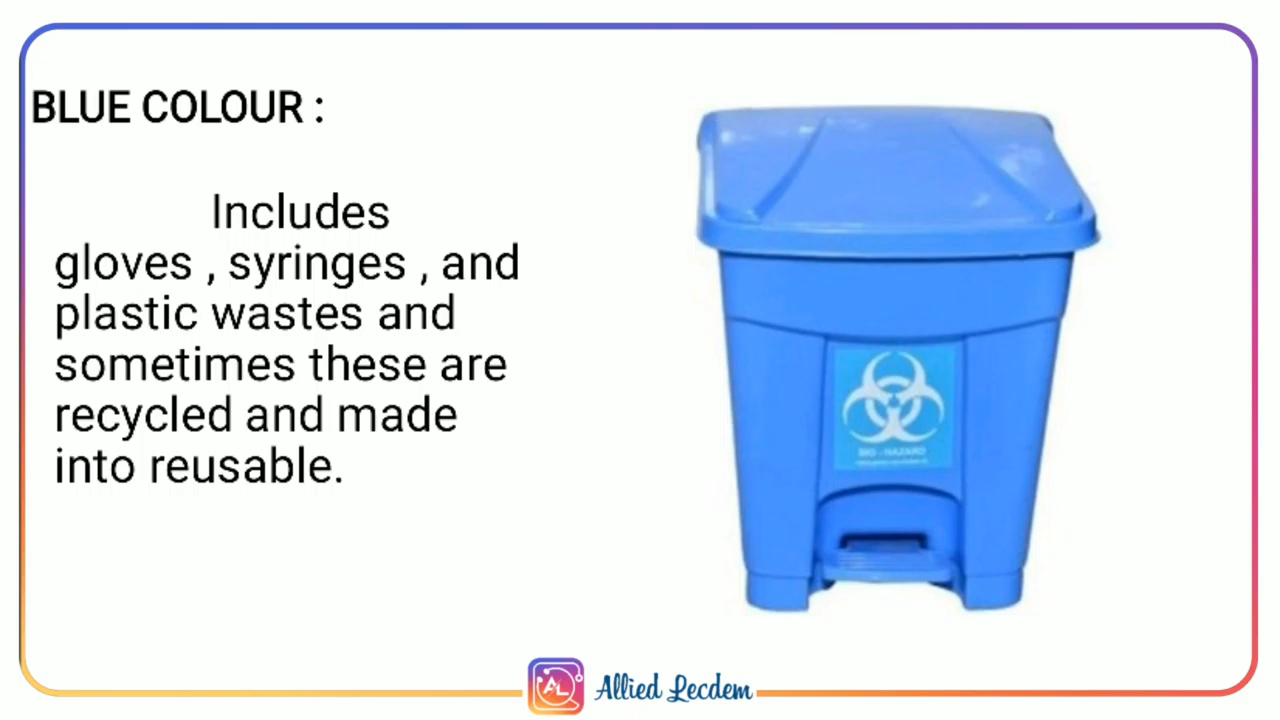 BLUE COLOUR :
Includes
gloves , syringes , and
plastic wastes and
sometimes these are
recycled and made
into reusable.
BIO - HAZARD
AL Allied Lecdem